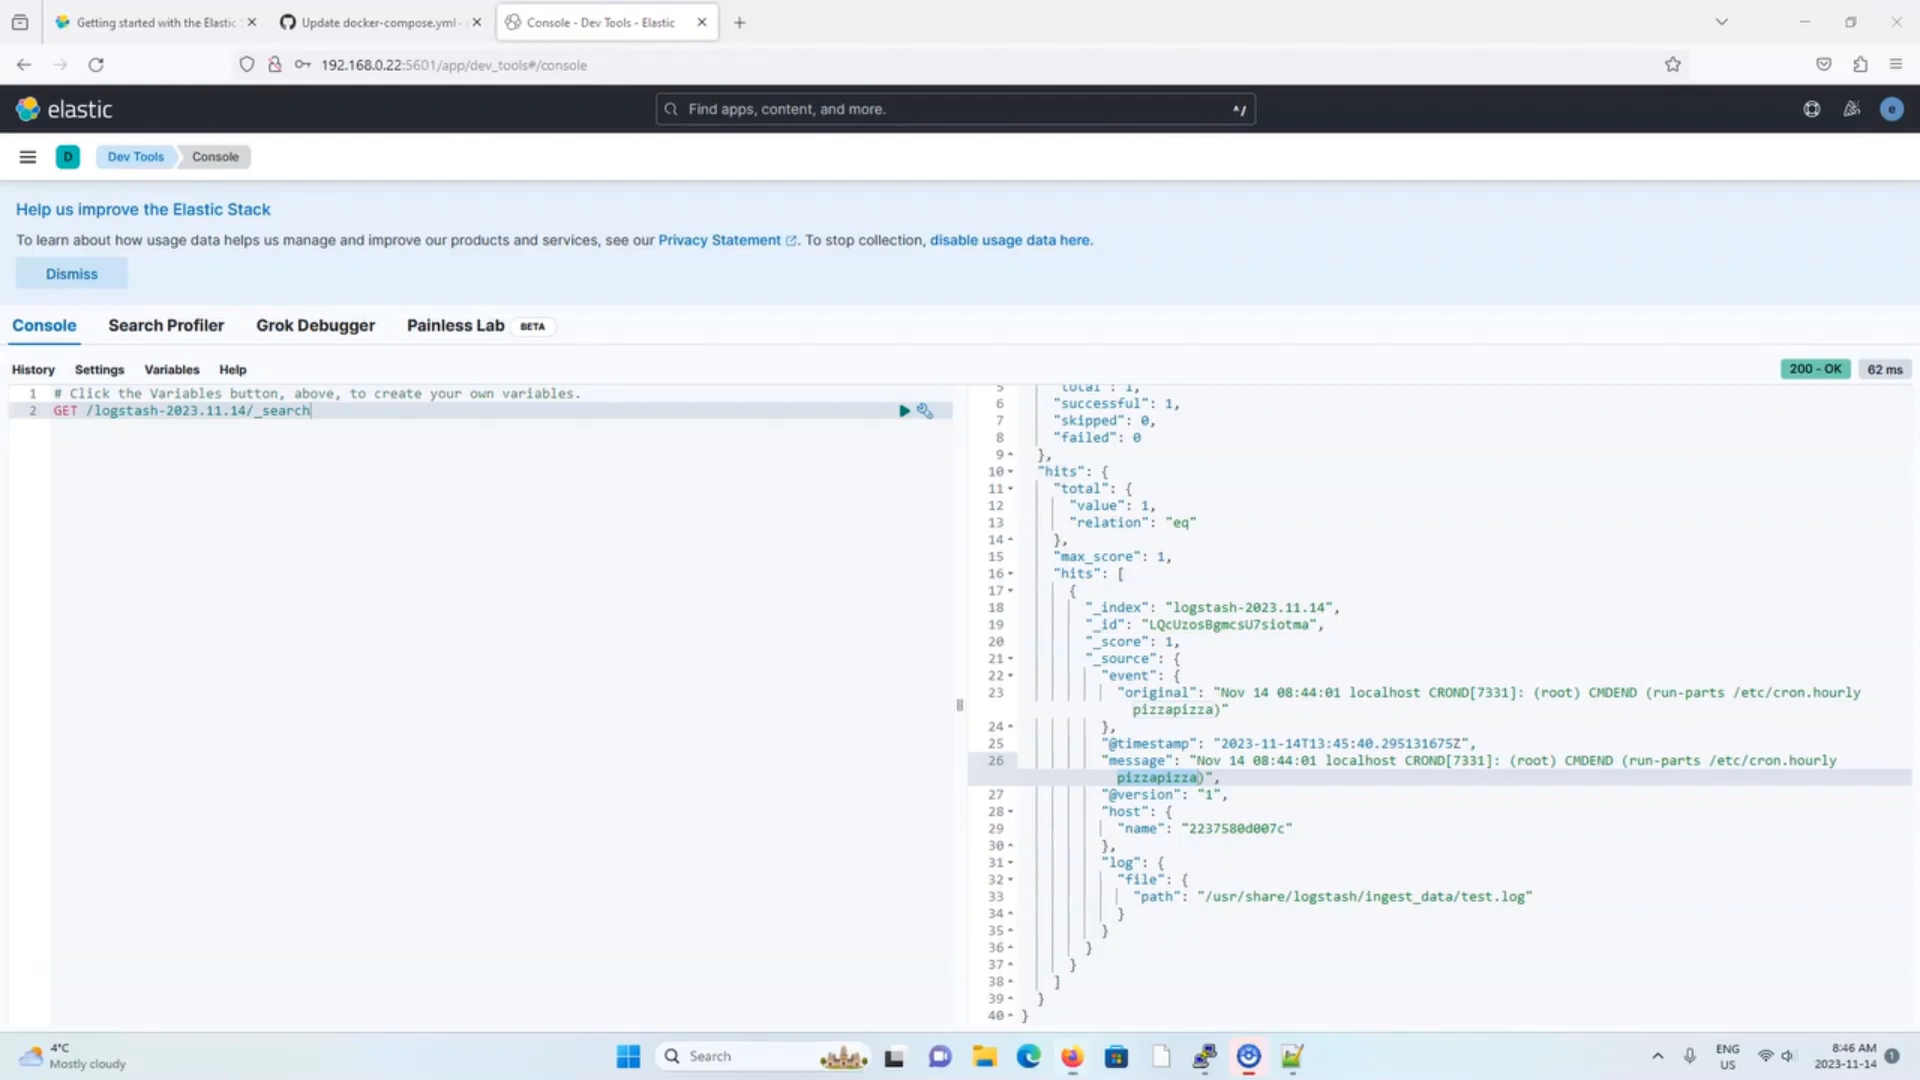 Getting started with the Elastic
Update docker-compose.yml -
Console - Dev Tools - Elastic
192.168.0.22:5601/app/dev_tools#/console
elastic
Find apps, content, and more.
^/
e
D
Dev Tools
Console
Help us improve the Elastic Stack
To learn about how usage data helps us manage and improve our products and services, see our Privacy Statement. To stop collection, disable usage data here.
Dismiss
Console
Search Profiler
Grok Debugger
Painless Lab
BETA
History
Settings
Variables
Help
200 - OK
62 ms
1 # Click the Variables button, above, to create your own variables.
2 GET /logstash-2023.11.14/_search
5 "total": 1,
6 "successful": 1,
7 "skipped": 0,
8 "failed": 0
9 },
10 "hits": {
11 "total": {
12 "value": 1,
13 "relation": "eq"
14 },
15 "max_score": 1,
16 "hits": [
17 {
18 "_index": "logstash-2023.11.14",
19 "_id": "LQcUzosBgmcsU7siotma",
20 "_score": 1,
21 "_source": {
22 "event": {
23 "original": "Nov 14 08:44:01 localhost CROND[7331]: (root) CMDEND (run-parts /etc/cron.hourly
pizzapizza)"
24 },
25 "@timestamp": "2023-11-14T13:45:40.295131675Z",
26 "message": "Nov 14 08:44:01 localhost CROND[7331]: (root) CMDEND (run-parts /etc/cron.hourly
pizzapizza)",
27 "@version": "1",
28 "host": {
29 "name": "2237580d007c"
30 },
31 "log": {
32 "file": {
33 "path": "/usr/share/logstash/ingest_data/test.log"
34 }
35 }
36 }
37 }
38 ]
39 }
40 }
4°C
Mostly cloudy
Search
ENG
US
8:46 AM
2023-11-14
1